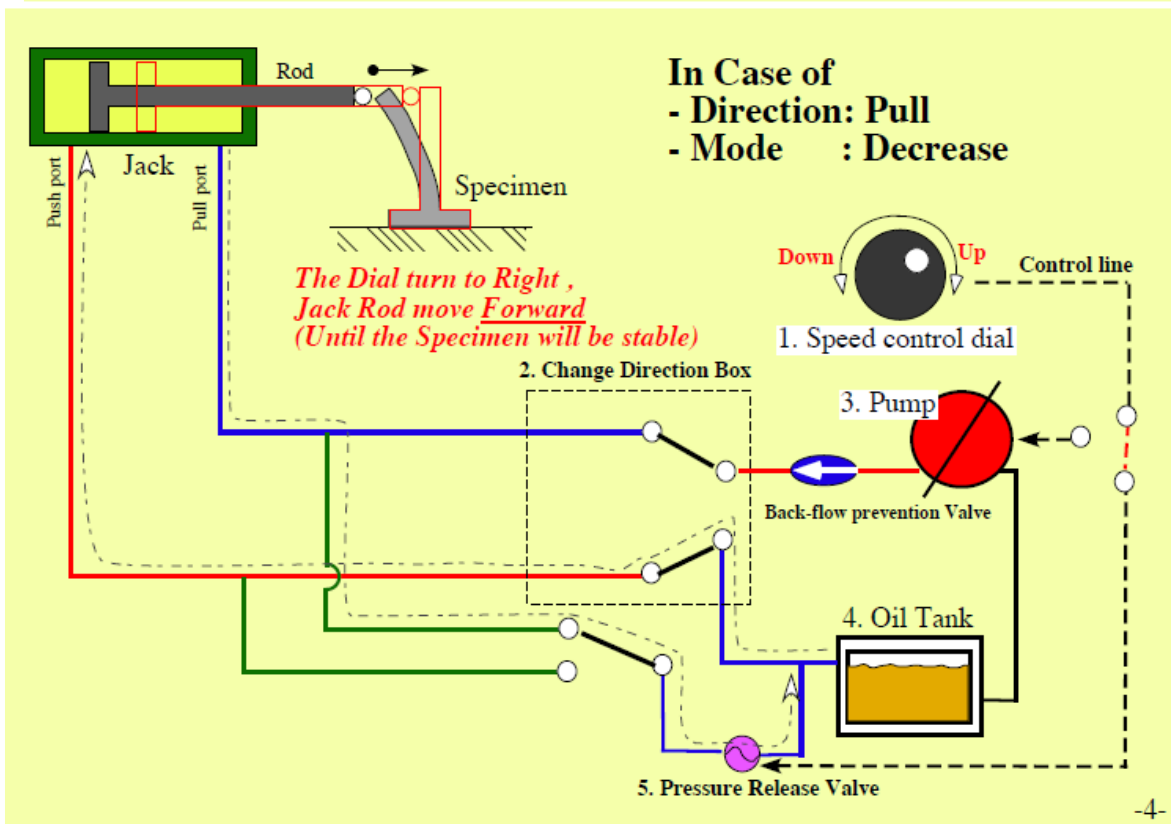 In Case of
- Direction: Pull
- Mode : Decrease
Rod
Jack
Push port
Pull port
Specimen
The Dial turn to Right ,
Jack Rod move Forward
(Until the Specimen will be stable)
Down
Up
Control line
1. Speed control dial
2. Change Direction Box
3. Pump
Back-flow prevention Valve
4. Oil Tank
5. Pressure Release Valve
-4-